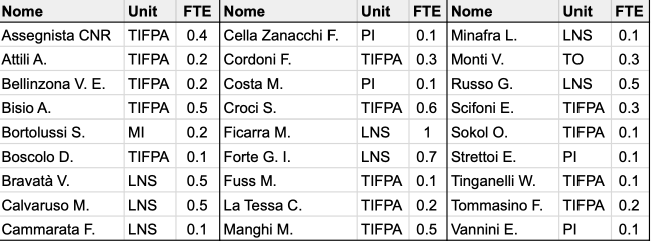 Nome Unit FTE Nome Unit FTE Nome Unit FTE
Assegnista CNR TIFPA 0.4 Cella Zanacchi F. PI 0.1 Minafra L. LNS 0.1
Attili A. TIFPA 0.2 Cordoni F. TIFPA 0.3 Monti V. TO 0.3
Bellinzona V. E. TIFPA 0.2 Costa M. PI 0.1 Russo G. LNS 0.5
Bisio A. TIFPA 0.5 Croci S. TIFPA 0.6 Scifoni E. TIFPA 0.3
Bortolussi S. MI 0.2 Ficarra M. LNS 1 Sokol O. TIFPA 0.1
Boscolo D. TIFPA 0.1 Forte G. I. LNS 0.7 Strettoi E. PI 0.1
Bravatà V. LNS 0.5 Fuss M. TIFPA 0.1 Tinganelli W. TIFPA 0.1
Calvaruso M. LNS 0.5 La Tessa C. TIFPA 0.2 Tommasino F. TIFPA 0.2
Cammarata F. LNS 0.1 Manghi M. TIFPA 0.5 Vannini E. PI 0.1